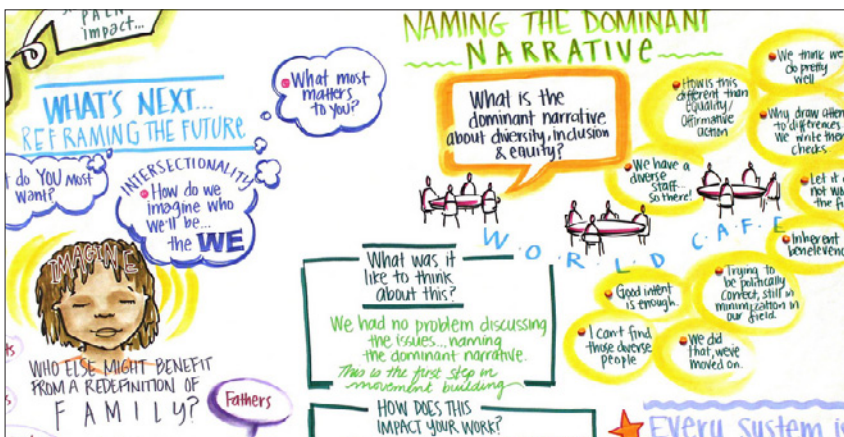 PAIN
impact...
WHAT'S NEXT...
REFRAMING THE FUTURE
What most
matters
to you?
do YOU MOST
Want?
INTERSECTIONALITY
How do we
imagine who
we'll be...
the WE
IMAGINE
WHO ELSE MIGHT BENEFIT
FROM A REDEFINITION OF
FAMILY?
Fathers
NAMING THE DOMINANT
NARRATIVE
What is the
dominant narrative
about diversity, inclusion
& equity?
WORLD CAFE
How is this
different than
equality/
affirmative
action
We think we
do pretty
well
Why draw
to differences
We write
checks.
We have a
diverse
staff...
so there!
Let it
not
the
Inherent
Good intent
is enough.
Trying to
be politically
correct, still in
minimization in
our field.
I can't find
those diverse
people
We did
that, we've
moved on.
What was it
like to think
about this?
We had no problem discussing
the issues... naming
the dominant narrative.
This is the first step in
movement building
HOW DOES THIS
IMPACT YOUR WORK?
Every system is